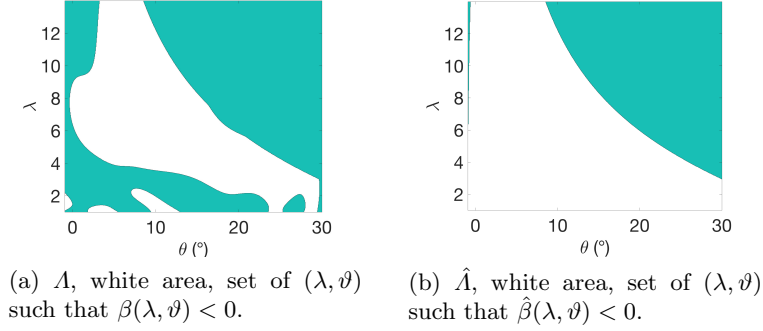 12
10
8
6
4
2
λ
0
10
20
30
θ (°)
(a) Λ, white area, set of (λ, ϑ)
such that β(λ, ϑ) < 0.
12
10
8
6
4
2
λ
0
10
20
30
θ (°)
(b) Λ̂, white area, set of (λ, ϑ)
such that β̂(λ, ϑ) < 0.